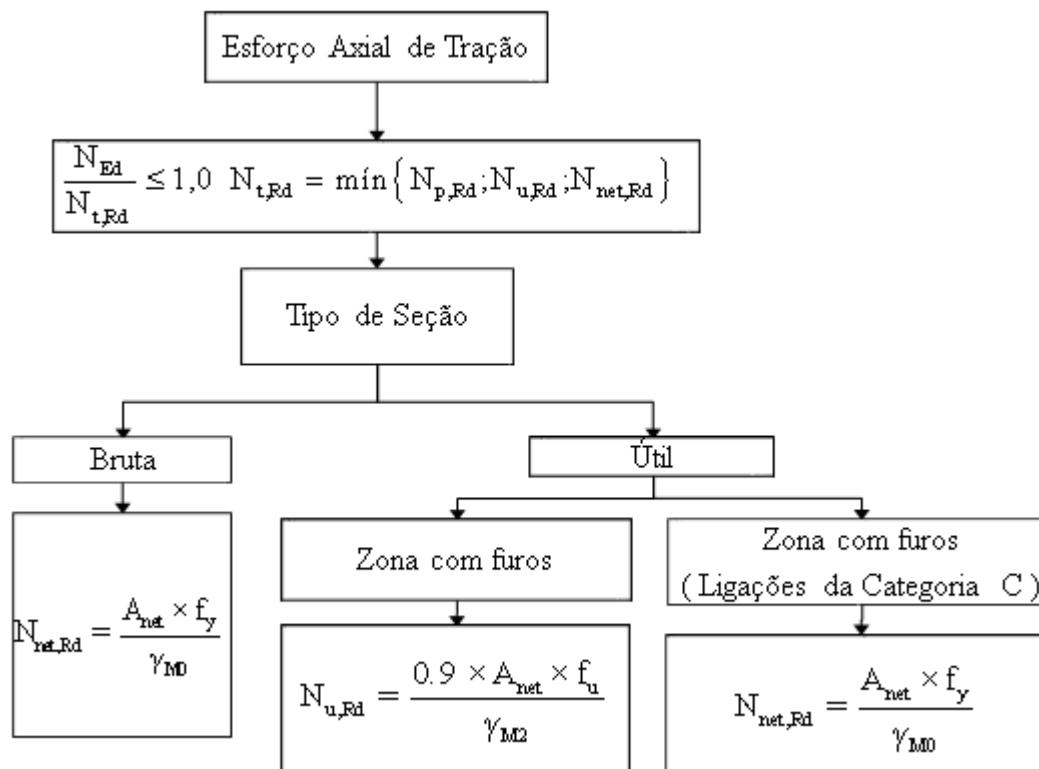 Esforço Axial de Tração
N_Ed / N_t,Rd ≤ 1,0 N_t,Rd = mín{N_p,Rd;N_u,Rd;N_net,Rd}
Tipo de Seção
Bruta
Útil
Zona com furos
Zona com furos
( Ligações da Categoria C )
N_net,Rd = A_net × f_y / γ_M0
N_u,Rd = 0.9 × A_net × f_u / γ_M2
N_net,Rd = A_net × f_y / γ_M0